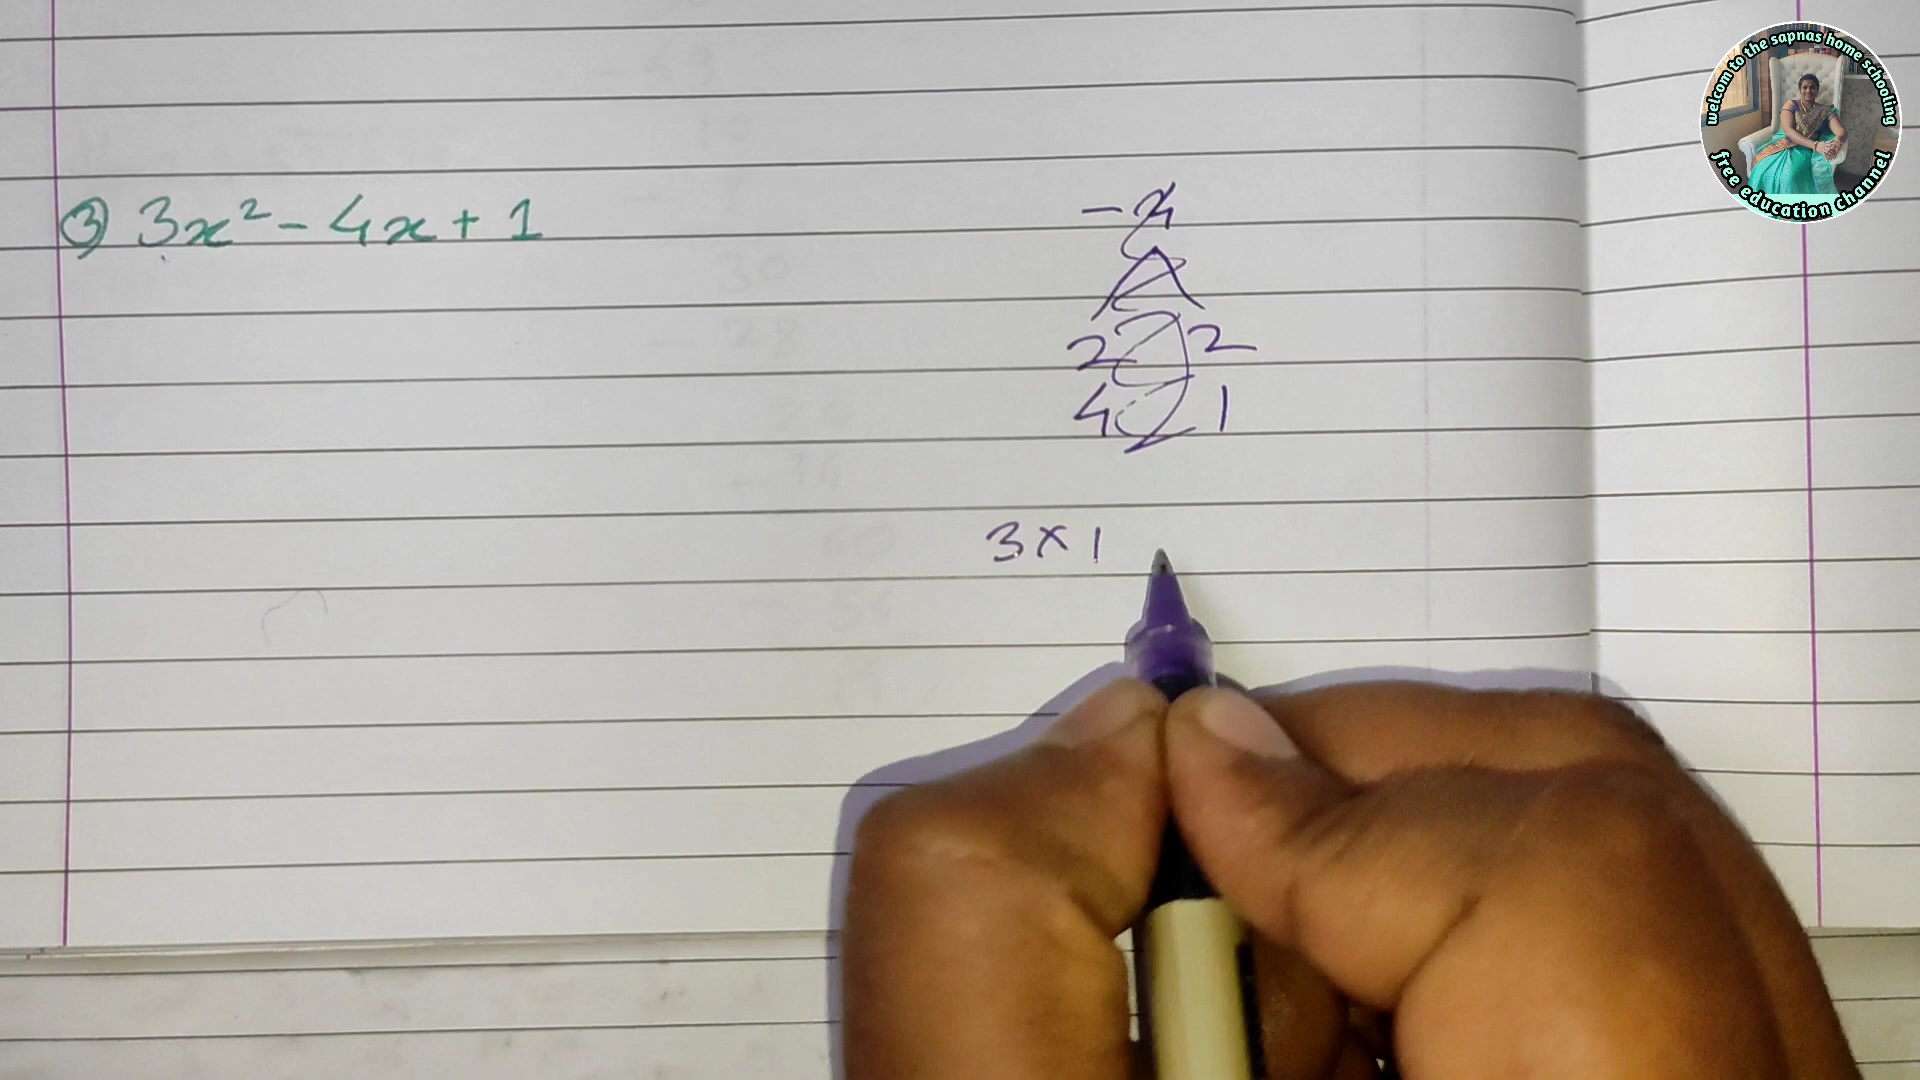 ③ 3x² - 4x + 1
-4
2 2
4 1
3 × 1
welcom to the sapnas home schooling
free education channel